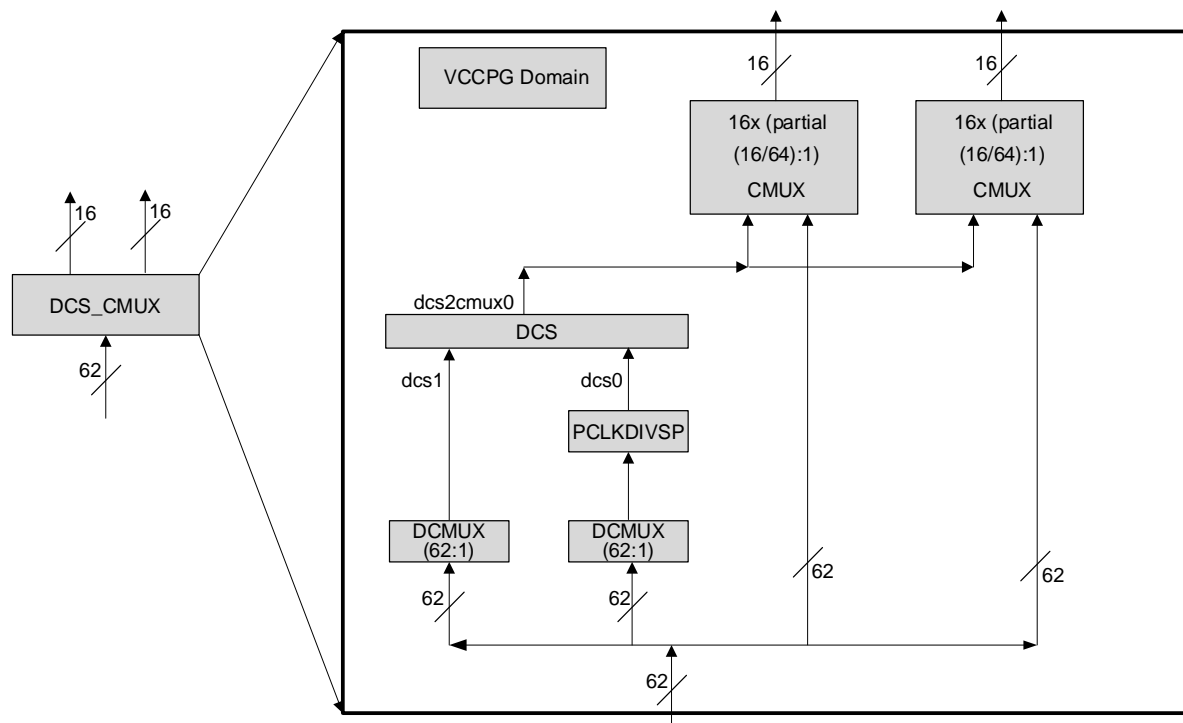 VCCPG Domain
16
16
16x (partial
(16/64):1)
CMUX
16x (partial
(16/64):1)
CMUX
16
16
DCS_CMUX
62
dcs2cmux0
DCS
dcs1
dcs0
PCLKDIVSP
DCMUX
(62:1)
DCMUX
(62:1)
62
62
62
62
62